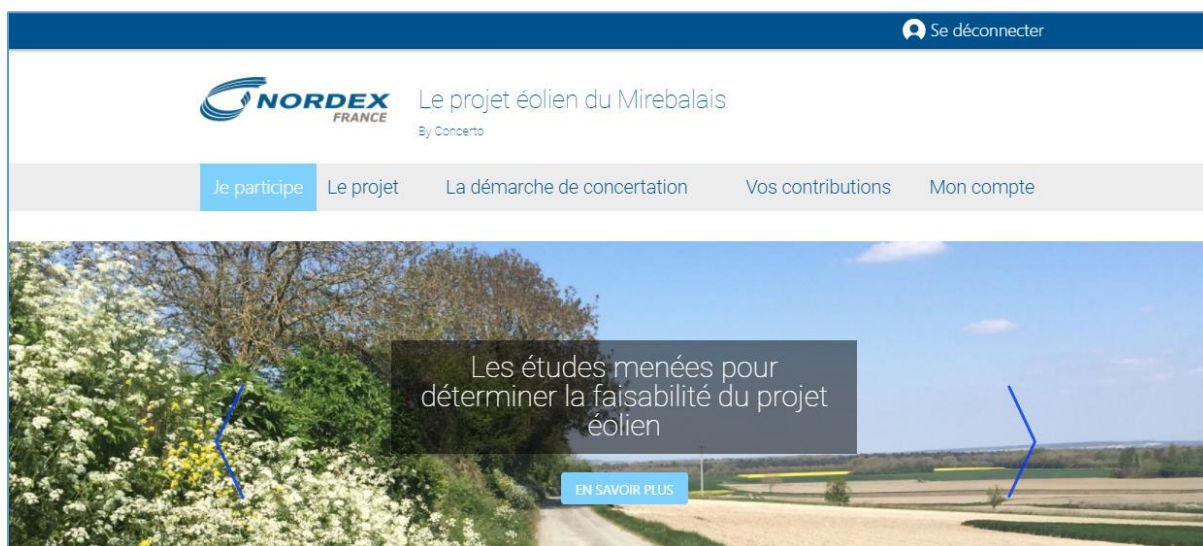 Se déconnecter
NORDEX
FRANCE
Le projet éolien du Mirebalais
By Concerto
Je participe
Le projet
La démarche de concertation
Vos contributions
Mon compte
Les études menées pour
déterminer la faisabilité du projet
éolien
EN SAVOIR PLUS